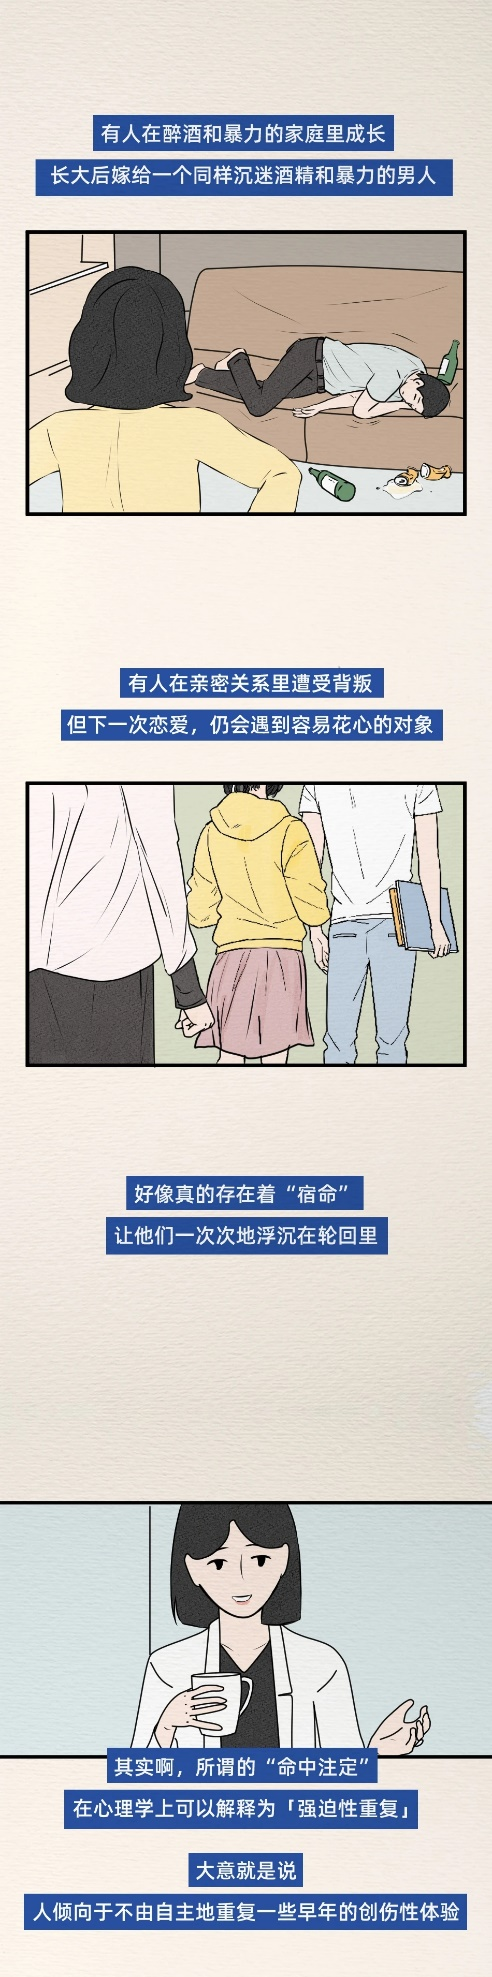 有人在醉酒和暴力的家庭里成长
长大后嫁给一个同样沉迷酒精和暴力的男人
有人在亲密关系里遭受背叛
但下一次恋爱，仍会遇到容易花心的对象
好像真的存在着“宿命”
让他们一次次地浮沉在轮回里
其实啊，所谓的“命中注定”
在心理学上可以解释为「强迫性重复」
大意就是说
人倾向于不由自主地重复一些早年的创伤性体验